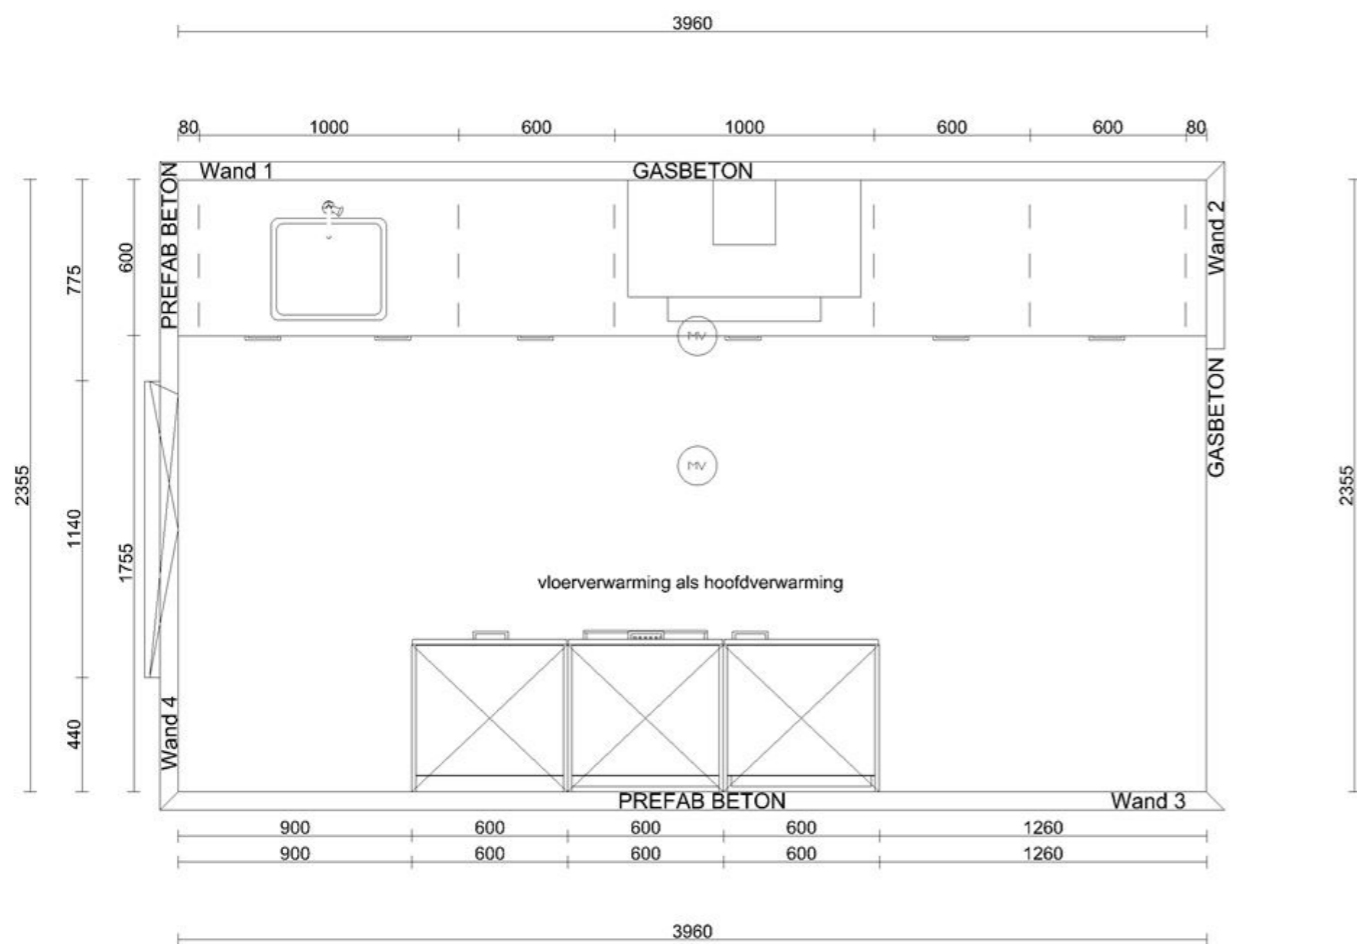 3960
80 1000 600 1000 600 600 80
Wand 1 GASBETON
PREFAB BETON
Wand 2
600
775
MV
GASBETON
MV
2355
1140
1755
2355
vloerverwarming als hoofdverwarming
440
Wand 4
PREFAB BETON Wand 3
900 600 600 600 1260
900 600 600 600 1260
3960